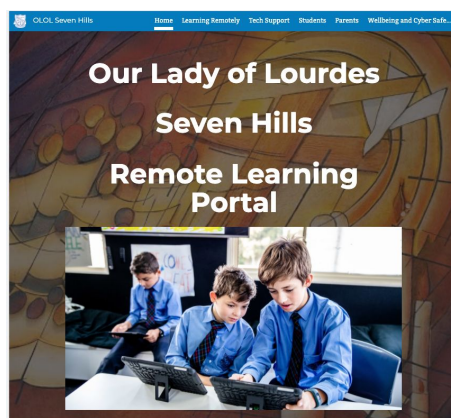 OLOL Seven Hills
Home Learning Remotely Tech Support Students Parents Wellbeing and Cyber Safe...
Our Lady of Lourdes
Seven Hills
Remote Learning
Portal